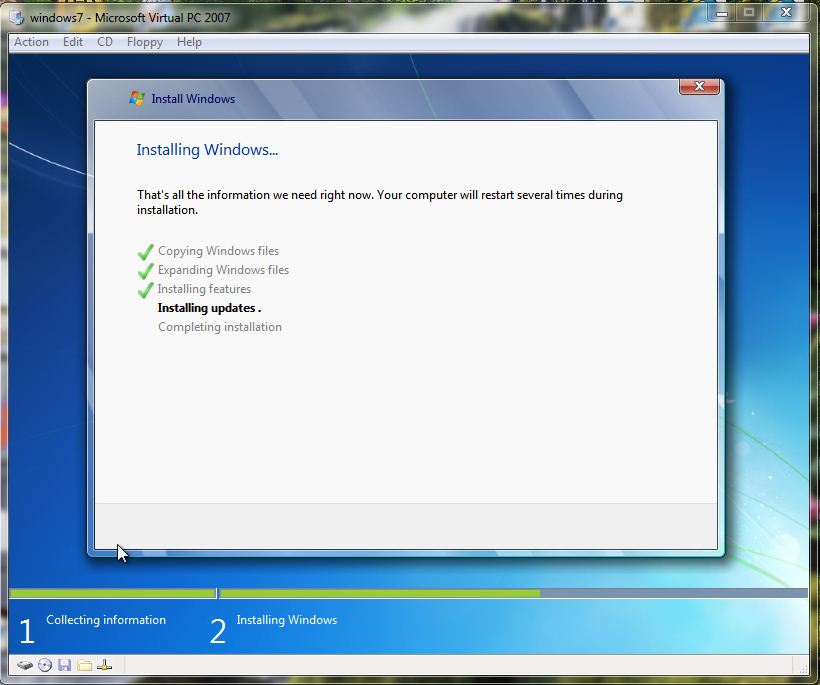 windows7 - Microsoft Virtual PC 2007
Action Edit CD Floppy Help
Install Windows
Installing Windows...
That's all the information we need right now. Your computer will restart several times during
installation.
Copying Windows files
Expanding Windows files
Installing features
Installing updates .
Completing installation
1 Collecting information 2 Installing Windows